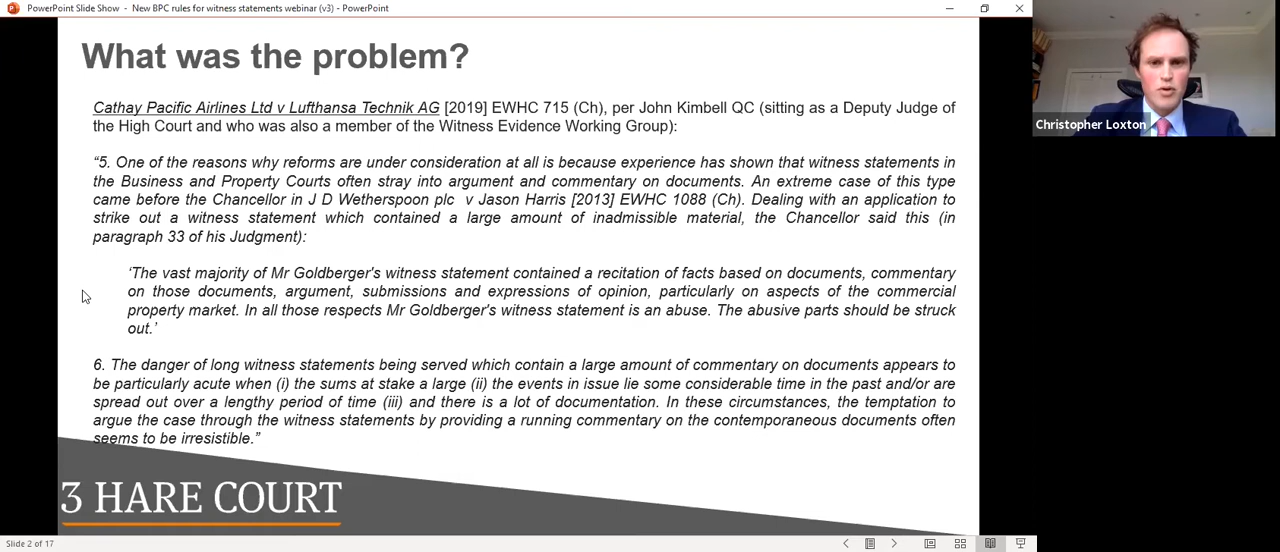 PowerPoint Slide Show - New BPC rules for witness statements webinar (v3) - PowerPoint
What was the problem?
Cathay Pacific Airlines Ltd v Lufthansa Technik AG [2019] EWHC 715 (Ch), per John Kimbell QC (sitting as a Deputy Judge of
the High Court and who was also a member of the Witness Evidence Working Group):
“5. One of the reasons why reforms are under consideration at all is because experience has shown that witness statements in
the Business and Property Courts often stray into argument and commentary on documents. An extreme case of this type
came before the Chancellor in J D Wetherspoon plc v Jason Harris [2013] EWHC 1088 (Ch). Dealing with an application to
strike out a witness statement which contained a large amount of inadmissible material, the Chancellor said this (in
paragraph 33 of his Judgment):
‘The vast majority of Mr Goldberger's witness statement contained a recitation of facts based on documents, commentary
on those documents, argument, submissions and expressions of opinion, particularly on aspects of the commercial
property market. In all those respects Mr Goldberger's witness statement is an abuse. The abusive parts should be struck
out.’
6. The danger of long witness statements being served which contain a large amount of commentary on documents appears to
be particularly acute when (i) the sums at stake a large (ii) the events in issue lie some considerable time in the past and/or are
spread out over a lengthy period of time (iii) and there is a lot of documentation. In these circumstances, the temptation to
argue the case through the witness statements by providing a running commentary on the contemporaneous documents often
seems to be irresistible.”
3 HARE COURT
Slide 2 of 17
Christopher Loxton